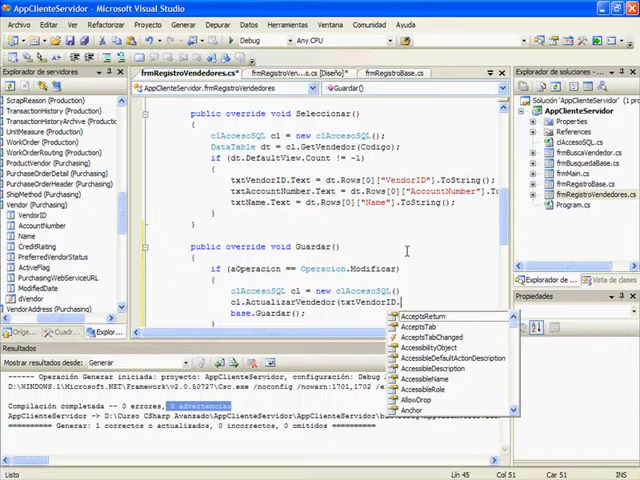 AppClienteServidor - Microsoft Visual Studio
Archivo Editar Ver Refactorizar Proyecto Generar Depurar Datos Herramientas Ventana Comunidad Ayuda
Debug Any CPU
Explorador de servidores
ScrapReason (Production)
TransactionHistory (Production)
TransactionHistoryArchive (Productio
UnitMeasure (Production)
WorkOrder (Production)
WorkOrderRouting (Production)
ProductVendor (Purchasing)
PurchaseOrderDetail (Purchasing)
PurchaseOrderHeader (Purchasing)
ShipMethod (Purchasing)
Vendor (Purchasing)
VendorID
AccountNumber
Name
CreditRating
PreferredVendorStatus
ActiveFlag
PurchasingWebServiceURL
ModifiedDate
dVendor
Oríge... Explor...
frmRegistroVendedores.cs* frmRegistroVen...s.cs [Diseño]* frmRegistroBase.cs
AppClienteServidor.frmRegistroVendedores Guardar()
public override void Seleccionar()
{
clAccesoSQL cl = new clAccesoSQL();
DataTable dt = cl.GetVendedor(Codigo);
if (dt.DefaultView.Count != -1)
{
txtVendorID.Text = dt.Rows[0]["VendorID"].ToString();
txtAccountNumber.Text = dt.Rows[0]["AccountNumber"].To
txtName.Text = dt.Rows[0]["Name"].ToString();
}
}
public override void Guardar()
{
if (aOperacion == Operacion.Modificar)
{
clAccesoSQL cl = new clAccesoSQL()
cl.ActualizarVendedor(txtVendorID.
base.Guardar();
}
AcceptsReturn
AcceptsTab
AcceptsTabChanged
AccessibilityObject
AccessibleDefaultActionDescription
AccessibleDescription
AccessibleName
AccessibleRole
AllowDrop
Anchor
Explorador de soluciones ...
Solución 'AppClienteServidor' (1
AppClienteServidor
Properties
References
clAccesoSQL.cs
frmBuscaVendedor.cs
frmBusquedaBase.cs
frmMain.cs
frmRegistroBase.cs
frmRegistroVendedores.cs
Program.cs
Explorador de soluci...
Propiedades
Resultados
Mostrar resultados desde: Generar
------ Operación Generar iniciada: proyecto: AppClienteServidor, configuración: Debug
D:\WINDOWS.1\Microsoft.NET\Framework\v2.0.50727\Csc.exe /noconfig /nowarn:1701,1702 /
Compilación completada -- 0 errores, 0 advertencias
AppClienteServidor -> D:\Curso CSharp Avanzado\AppClienteServidor\AppClienteServidor\bin
========== Generar: 1 correctos o actualizados, 0 incorrectos, 0 omitidos ==========
Listo Lín 45 Col 51 Car 51 INS